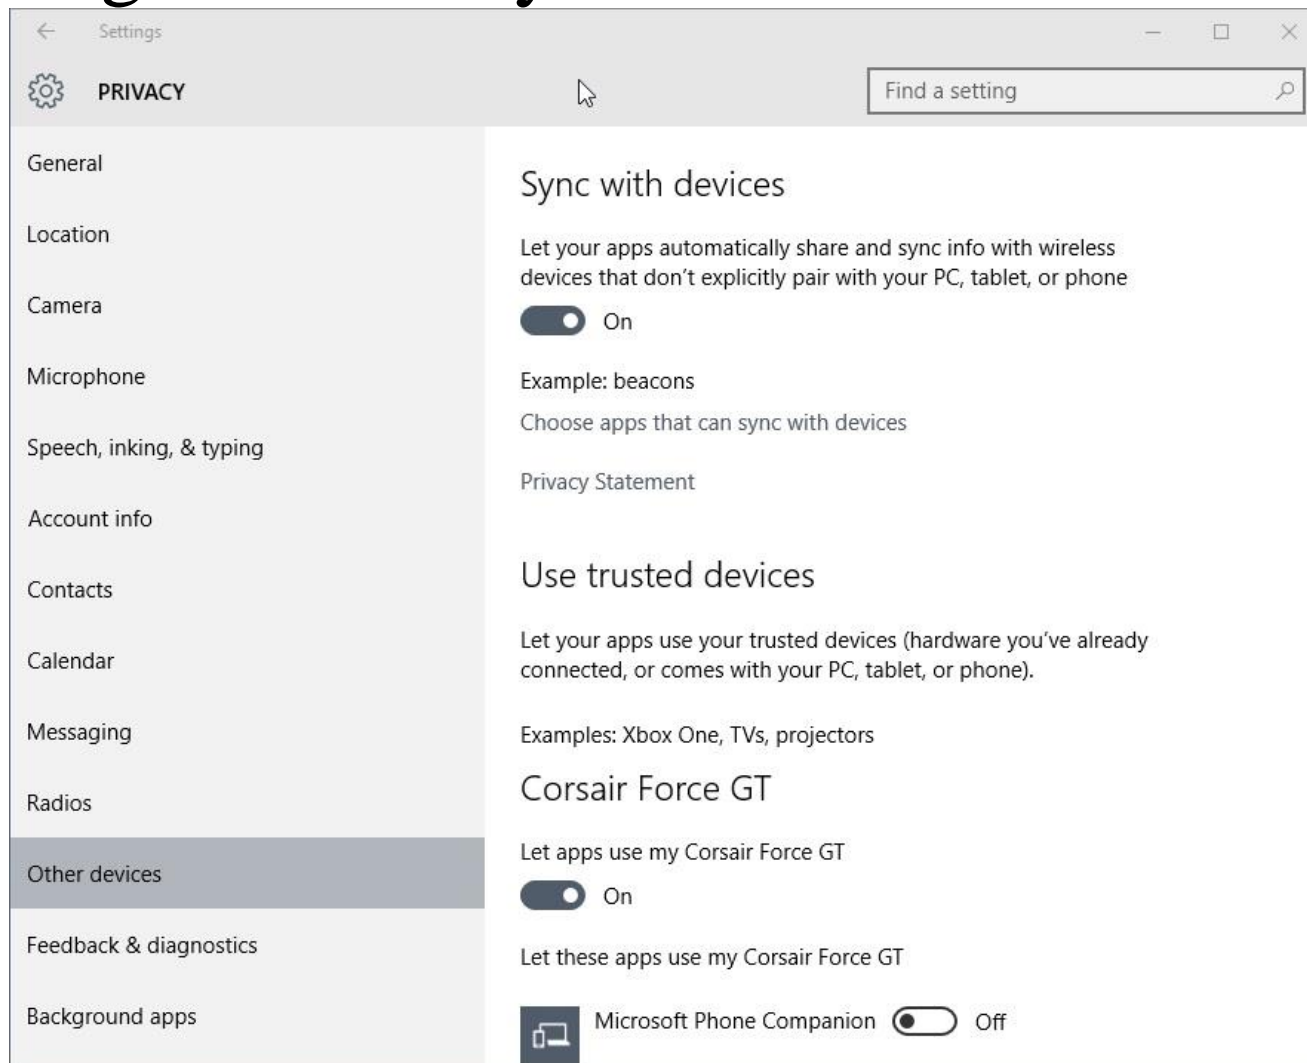 Settings
PRIVACY
Find a setting
General
Location
Camera
Microphone
Speech, inking, & typing
Account info
Contacts
Calendar
Messaging
Radios
Other devices
Feedback & diagnostics
Background apps
Sync with devices
Let your apps automatically share and sync info with wireless
devices that don’t explicitly pair with your PC, tablet, or phone
On
Example: beacons
Choose apps that can sync with devices
Privacy Statement
Use trusted devices
Let your apps use your trusted devices (hardware you’ve already
connected, or comes with your PC, tablet, or phone).
Examples: Xbox One, TVs, projectors
Corsair Force GT
Let apps use my Corsair Force GT
On
Let these apps use my Corsair Force GT
Microsoft Phone Companion Off